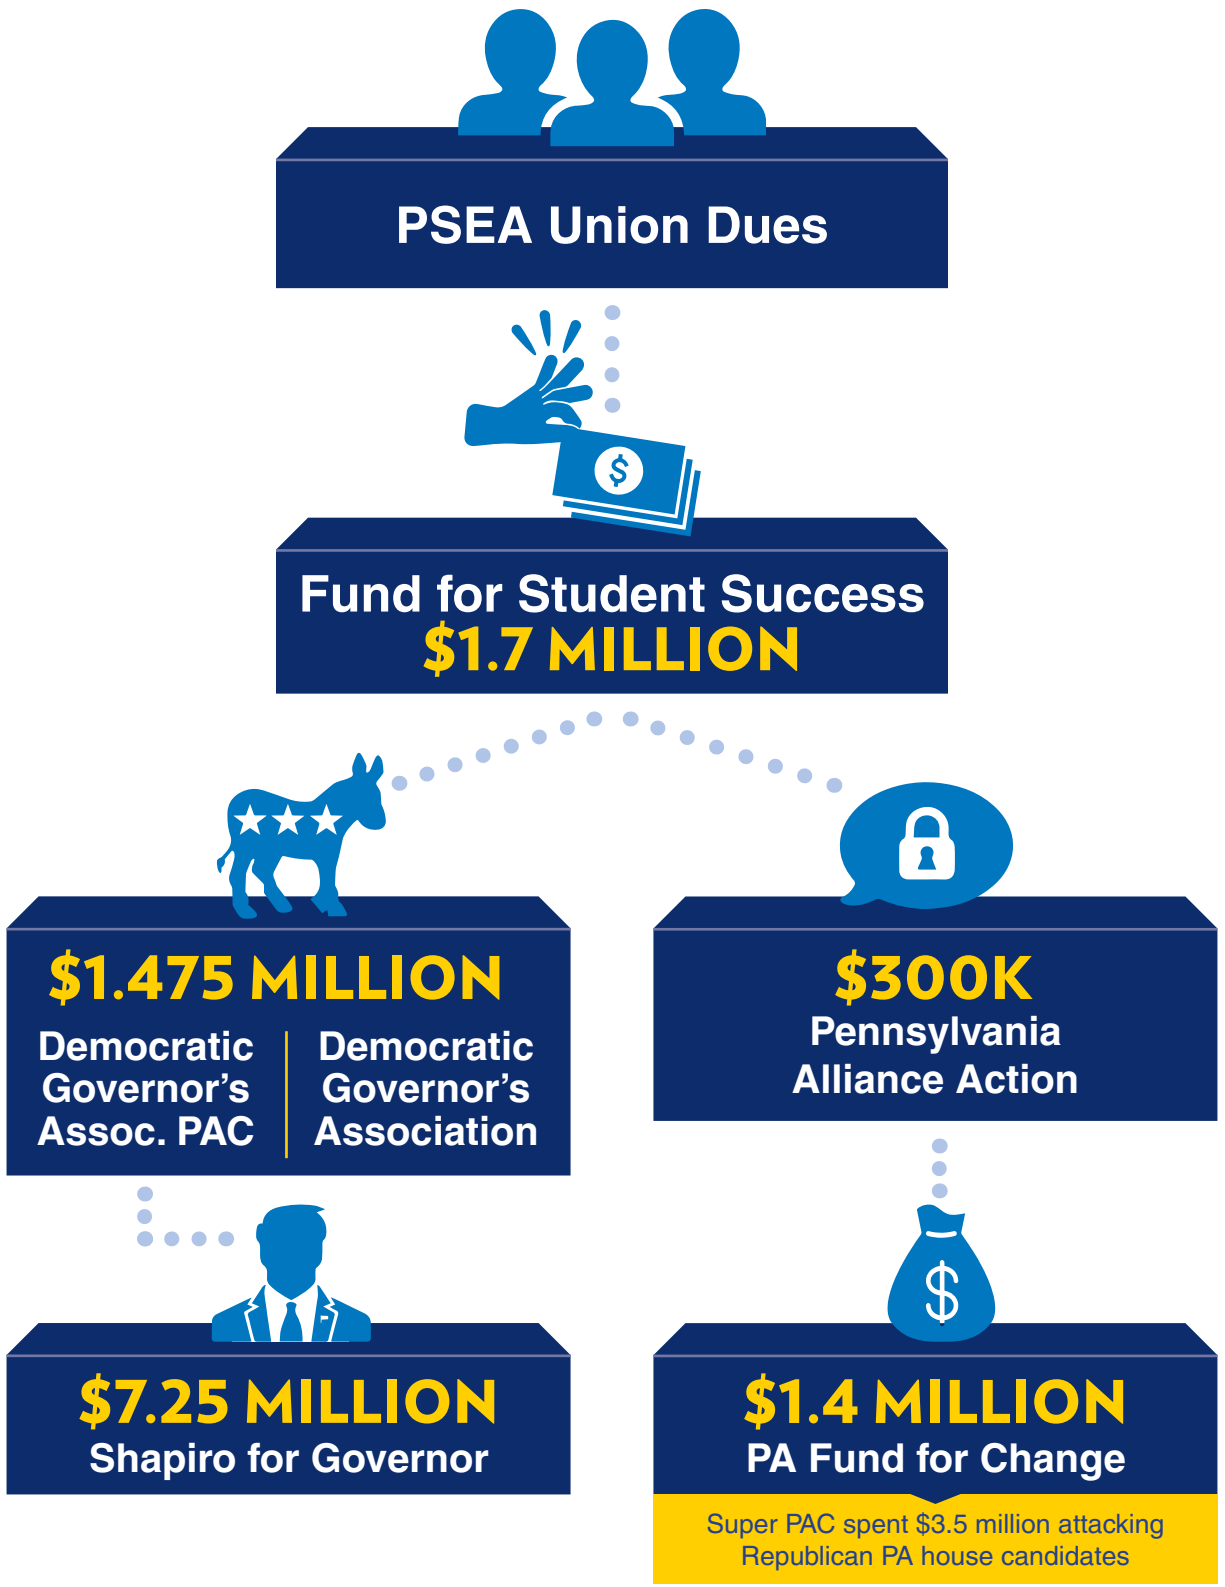 PSEA Union Dues
$
Fund for Student Success
$1.7 MILLION
$1.475 MILLION
Democratic
Governor's
Assoc. PAC
Democratic
Governor's
Association
$300K
Pennsylvania
Alliance Action
$7.25 MILLION
Shapiro for Governor
$
$1.4 MILLION
PA Fund for Change
Super PAC spent $3.5 million attacking
Republican PA house candidates